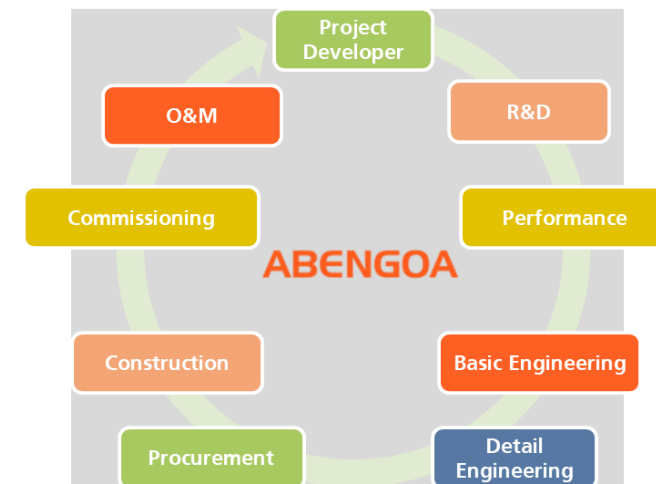 Project
Developer
R&D
Performance
Basic Engineering
Detail
Engineering
Procurement
Construction
Commissioning
O&M
ABENGOA